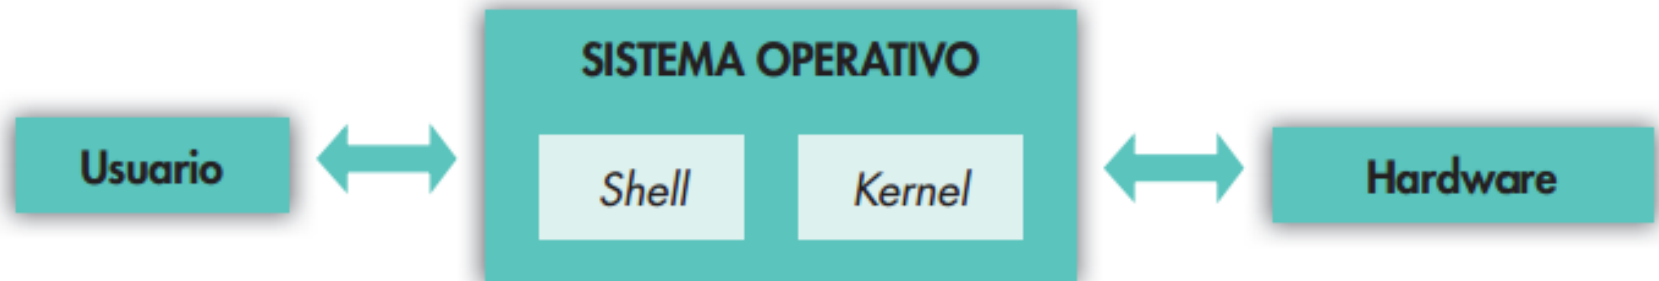 SISTEMA OPERATIVO
Usuario
Shell
Kernel
Hardware